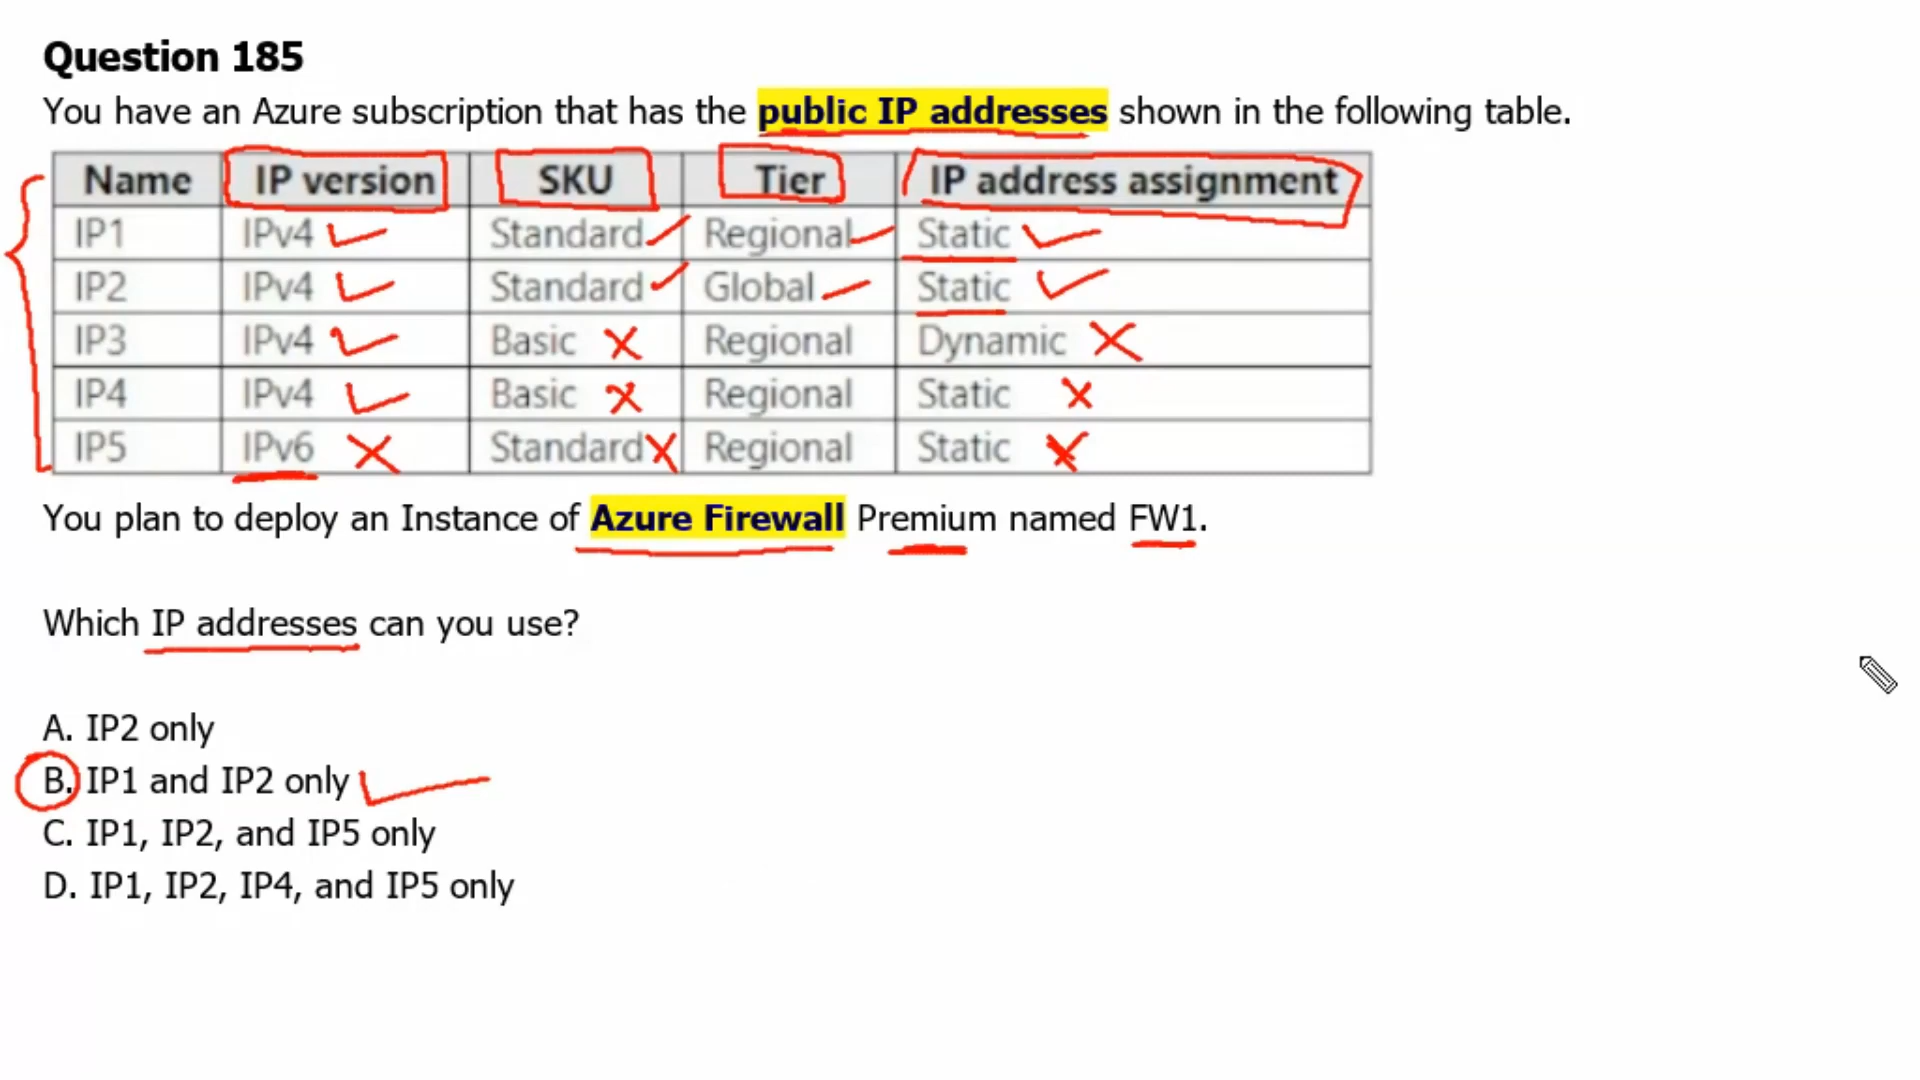 Question 185
You have an Azure subscription that has the public IP addresses shown in the following table.
Name IP version SKU Tier IP address assignment
IP1 IPv4 Standard Regional Static
IP2 IPv4 Standard Global Static
IP3 IPv4 Basic Regional Dynamic
IP4 IPv4 Basic Regional Static
IP5 IPv6 Standard Regional Static
You plan to deploy an Instance of Azure Firewall Premium named FW1.
Which IP addresses can you use?
A. IP2 only
B. IP1 and IP2 only
C. IP1, IP2, and IP5 only
D. IP1, IP2, IP4, and IP5 only